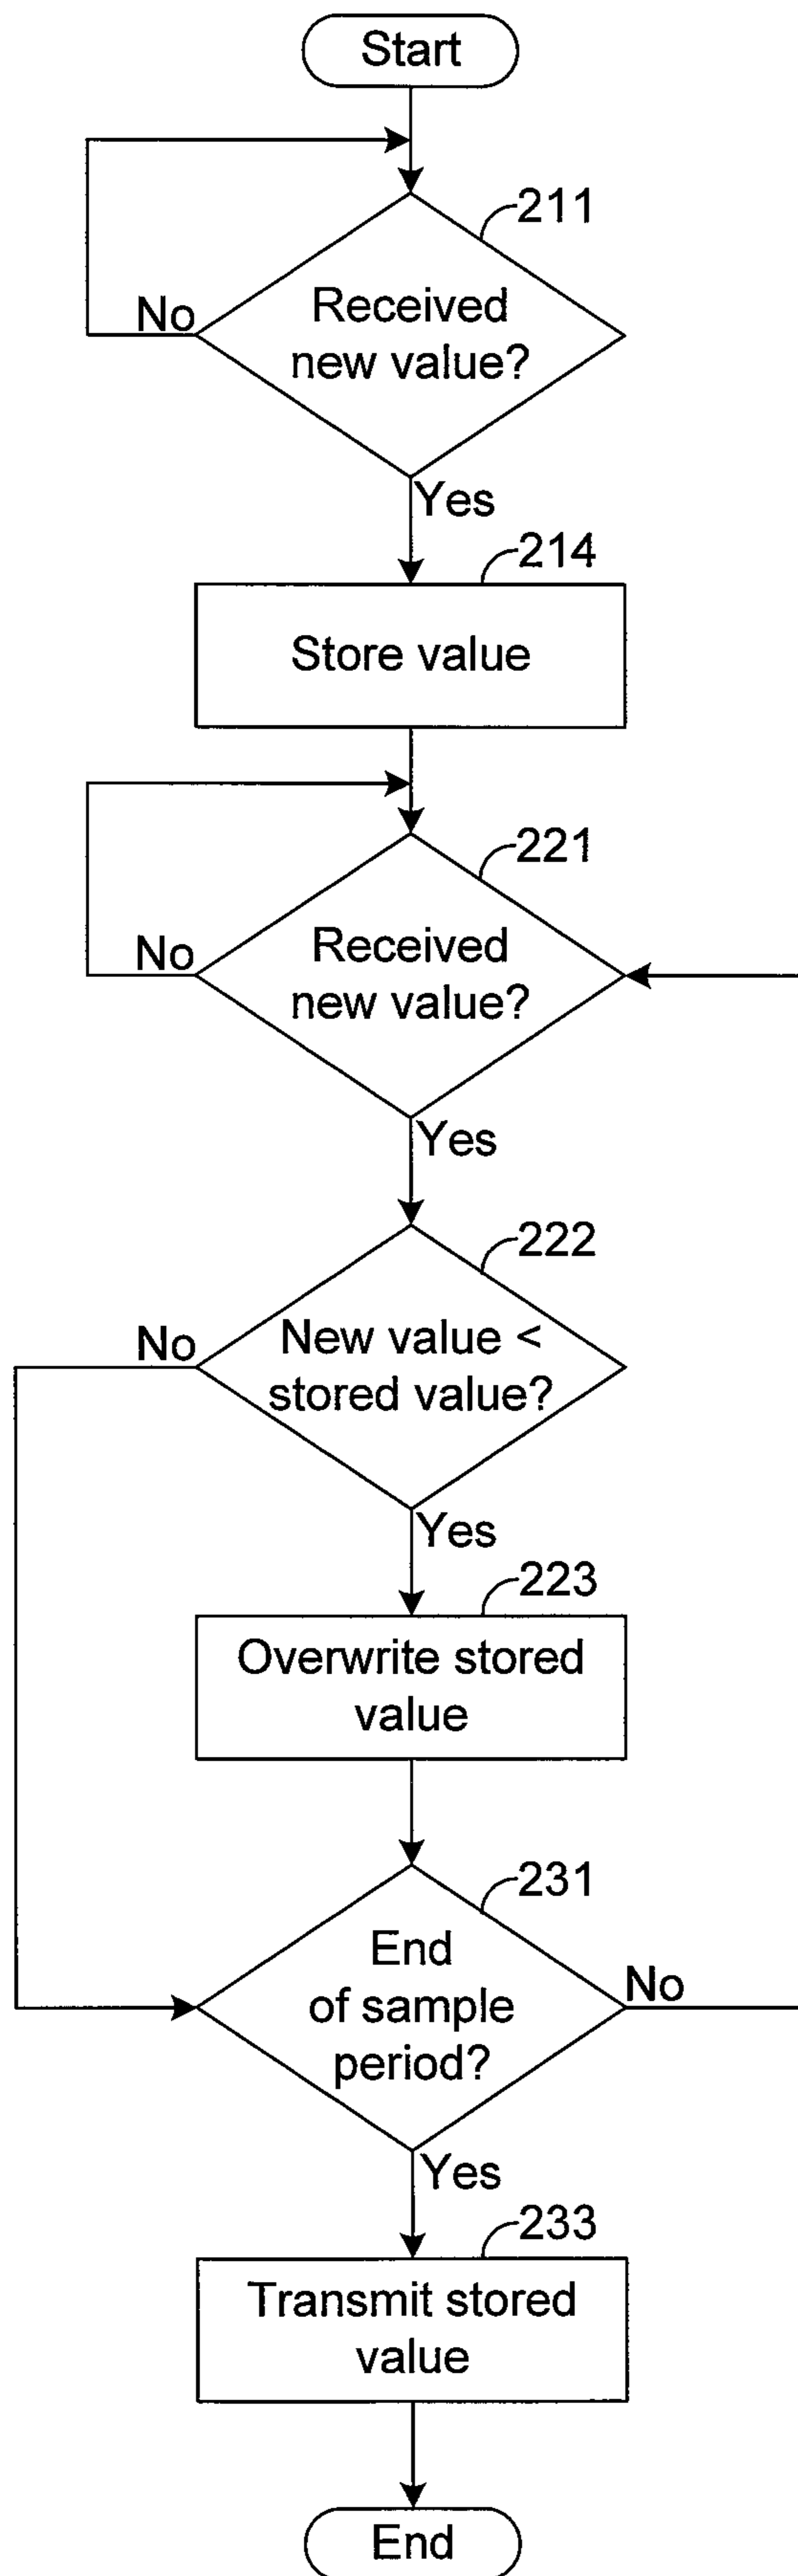 Start
211
Received
new value?
No
Yes
214
Store value
221
Received
new value?
No
Yes
222
New value <
stored value?
No
Yes
223
Overwrite stored
value
231
End
of sample
period?
No
Yes
233
Transmit stored
value
End